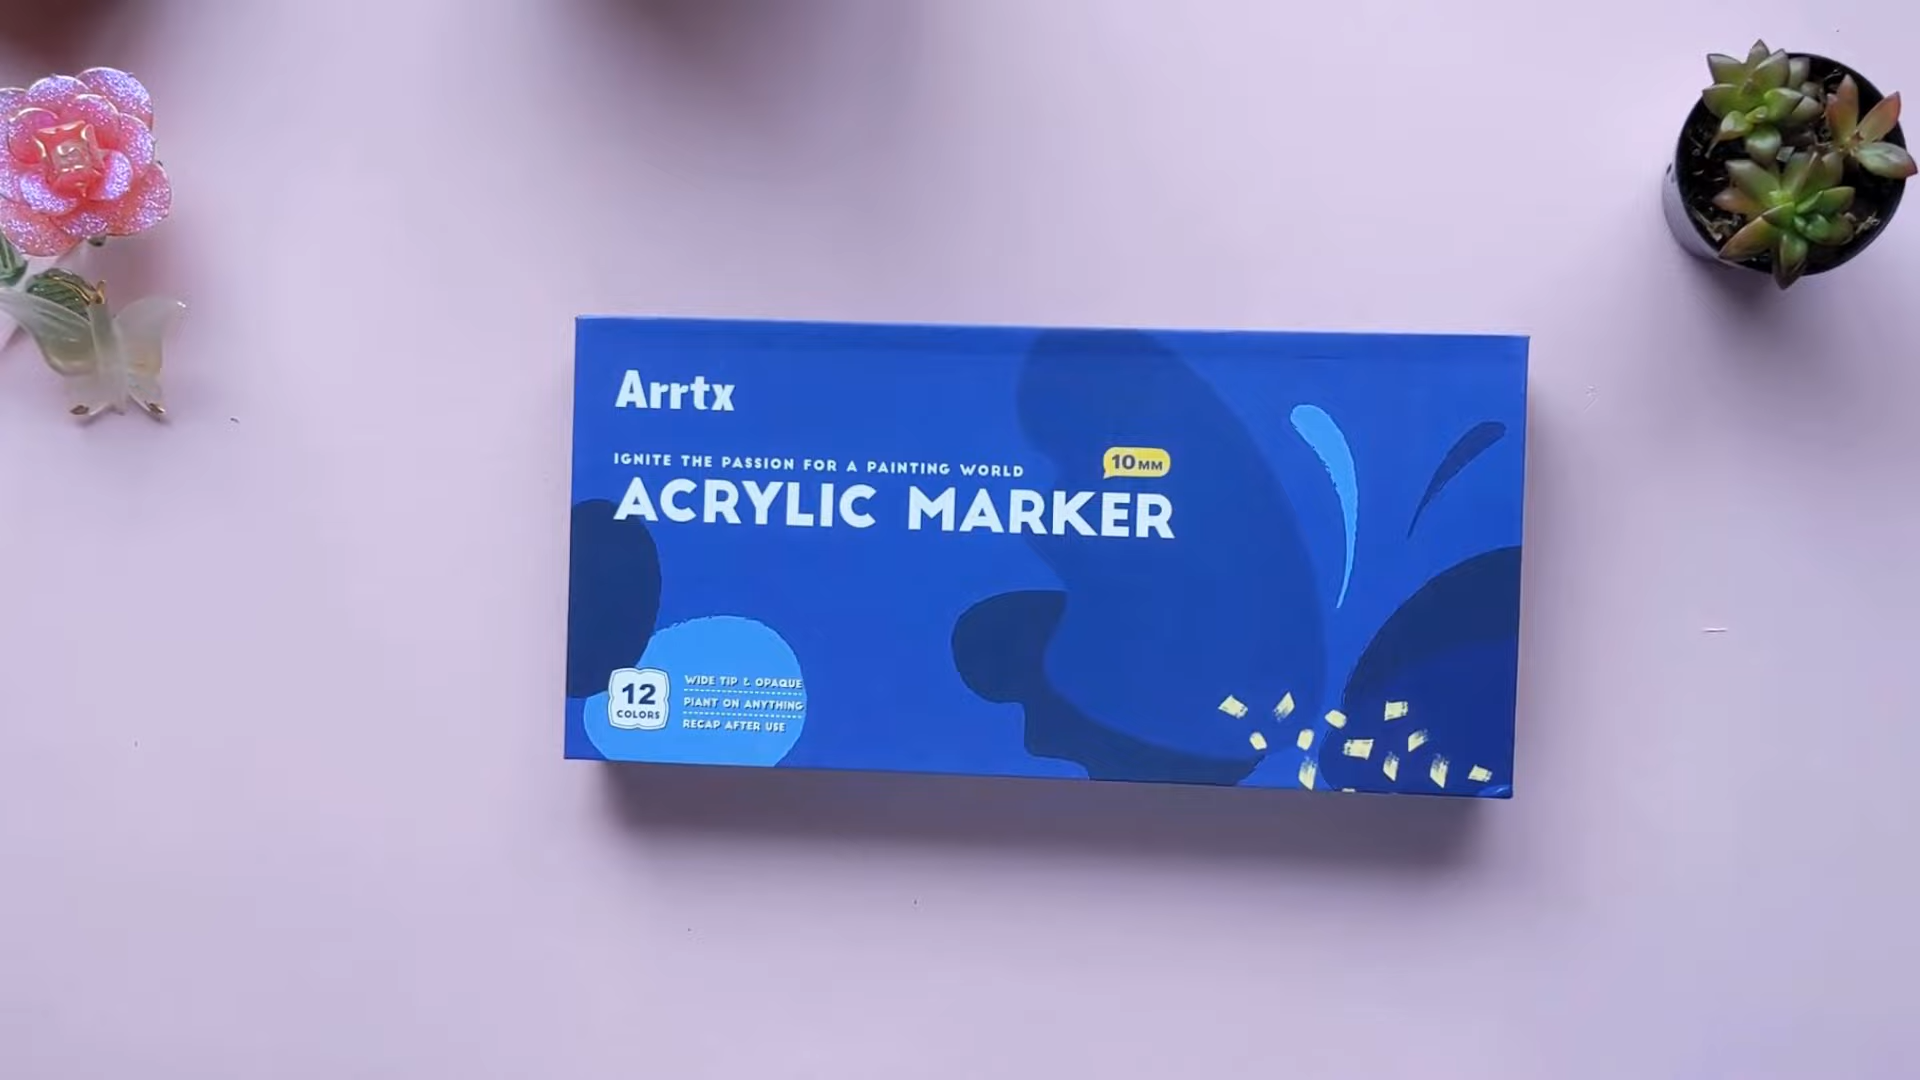 Arrtx
IGNITE THE PASSION FOR A PAINTING WORLD
10MM
ACRYLIC MARKER
12
COLORS
WIDE TIP & OPAQUE
PIANT ON ANYTHING
RECAP AFTER USE